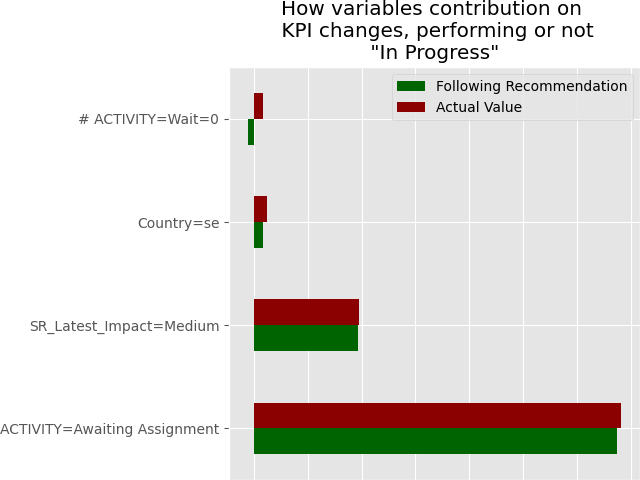 How variables contribution on
KPI changes, performing or not
"In Progress"
Following Recommendation
Actual Value
# ACTIVITY=Wait=0
Country=se
SR_Latest_Impact=Medium
ACTIVITY=Awaiting Assignment